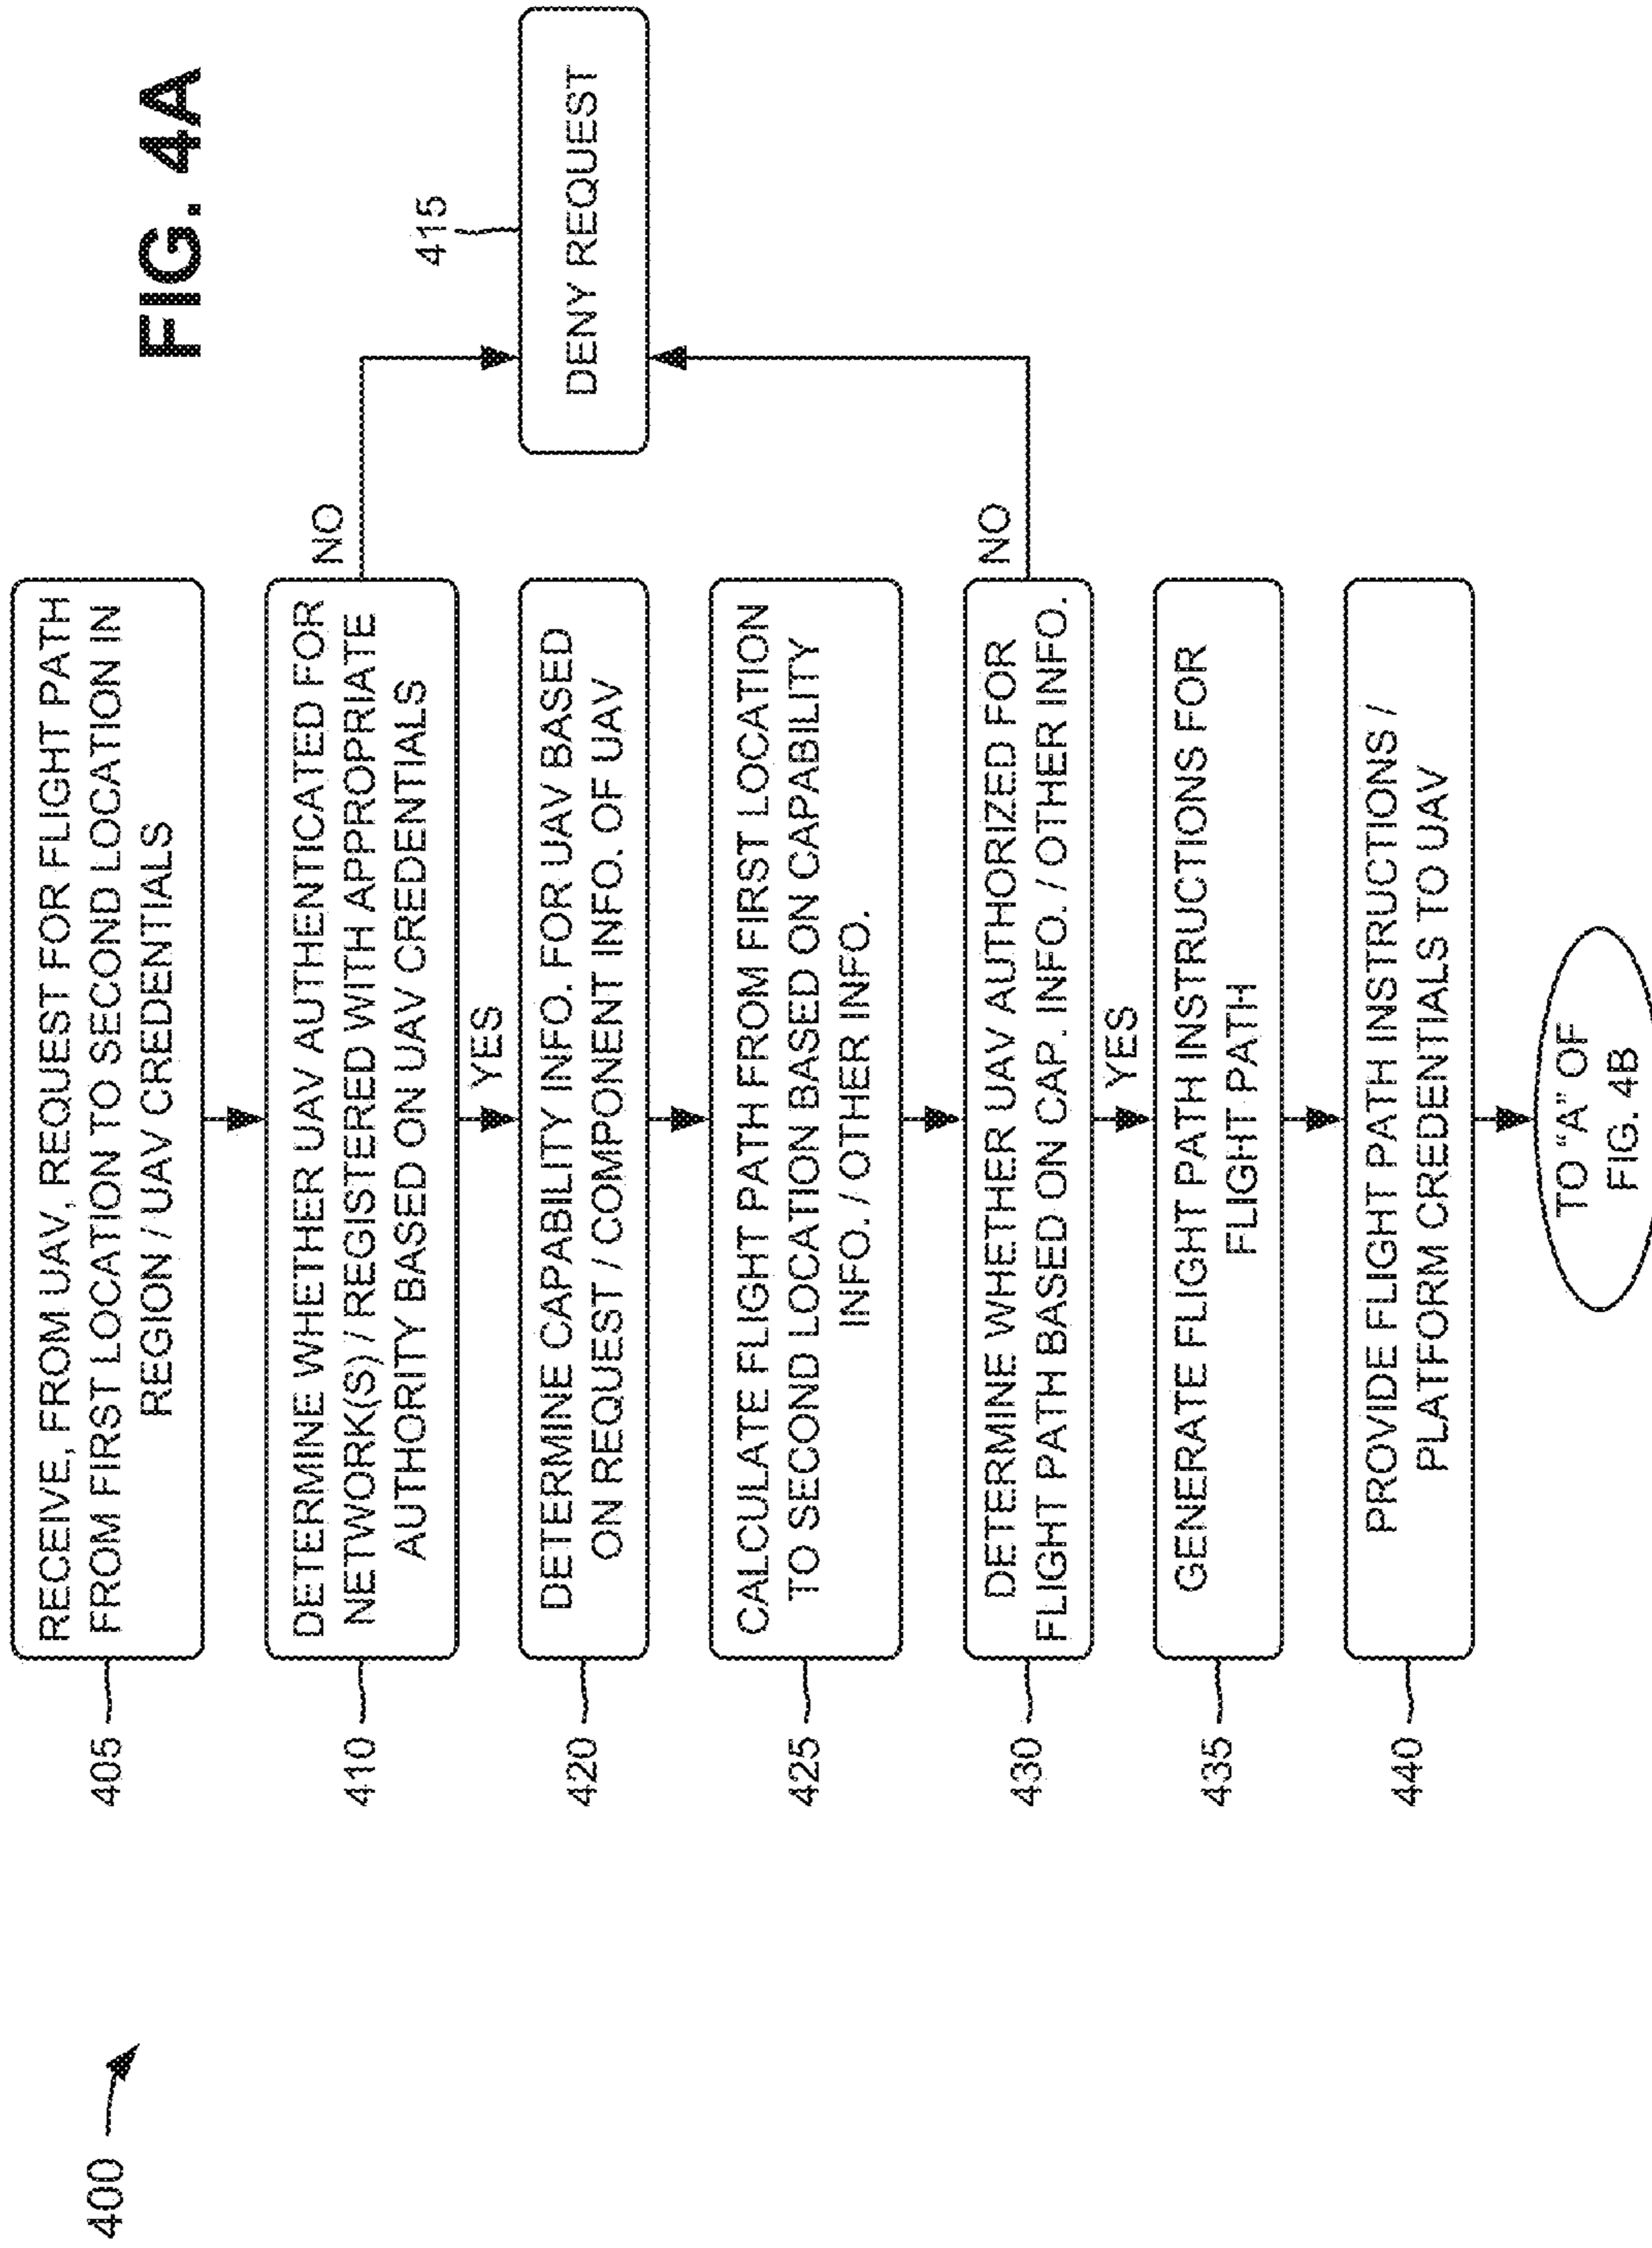 400
FIG. 4A
405
RECEIVE, FROM UAV, REQUEST FOR FLIGHT PATH
FROM FIRST LOCATION TO SECOND LOCATION IN
REGION / UAV CREDENTIALS
410
DETERMINE WHETHER UAV AUTHENTICATED FOR
NETWORK(S) / REGISTERED WITH APPROPRIATE
AUTHORITY BASED ON UAV CREDENTIALS
NO
415
DENY REQUEST
YES
420
DETERMINE CAPABILITY INFO. FOR UAV BASED
ON REQUEST / COMPONENT INFO. OF UAV
425
CALCULATE FLIGHT PATH FROM FIRST LOCATION
TO SECOND LOCATION BASED ON CAPABILITY
INFO. / OTHER INFO.
430
DETERMINE WHETHER UAV AUTHORIZED FOR
FLIGHT PATH BASED ON CAP. INFO. / OTHER INFO.
NO
YES
435
GENERATE FLIGHT PATH INSTRUCTIONS FOR
FLIGHT PATH
440
PROVIDE FLIGHT PATH INSTRUCTIONS /
PLATFORM CREDENTIALS TO UAV
TO "A" OF
FIG. 4B